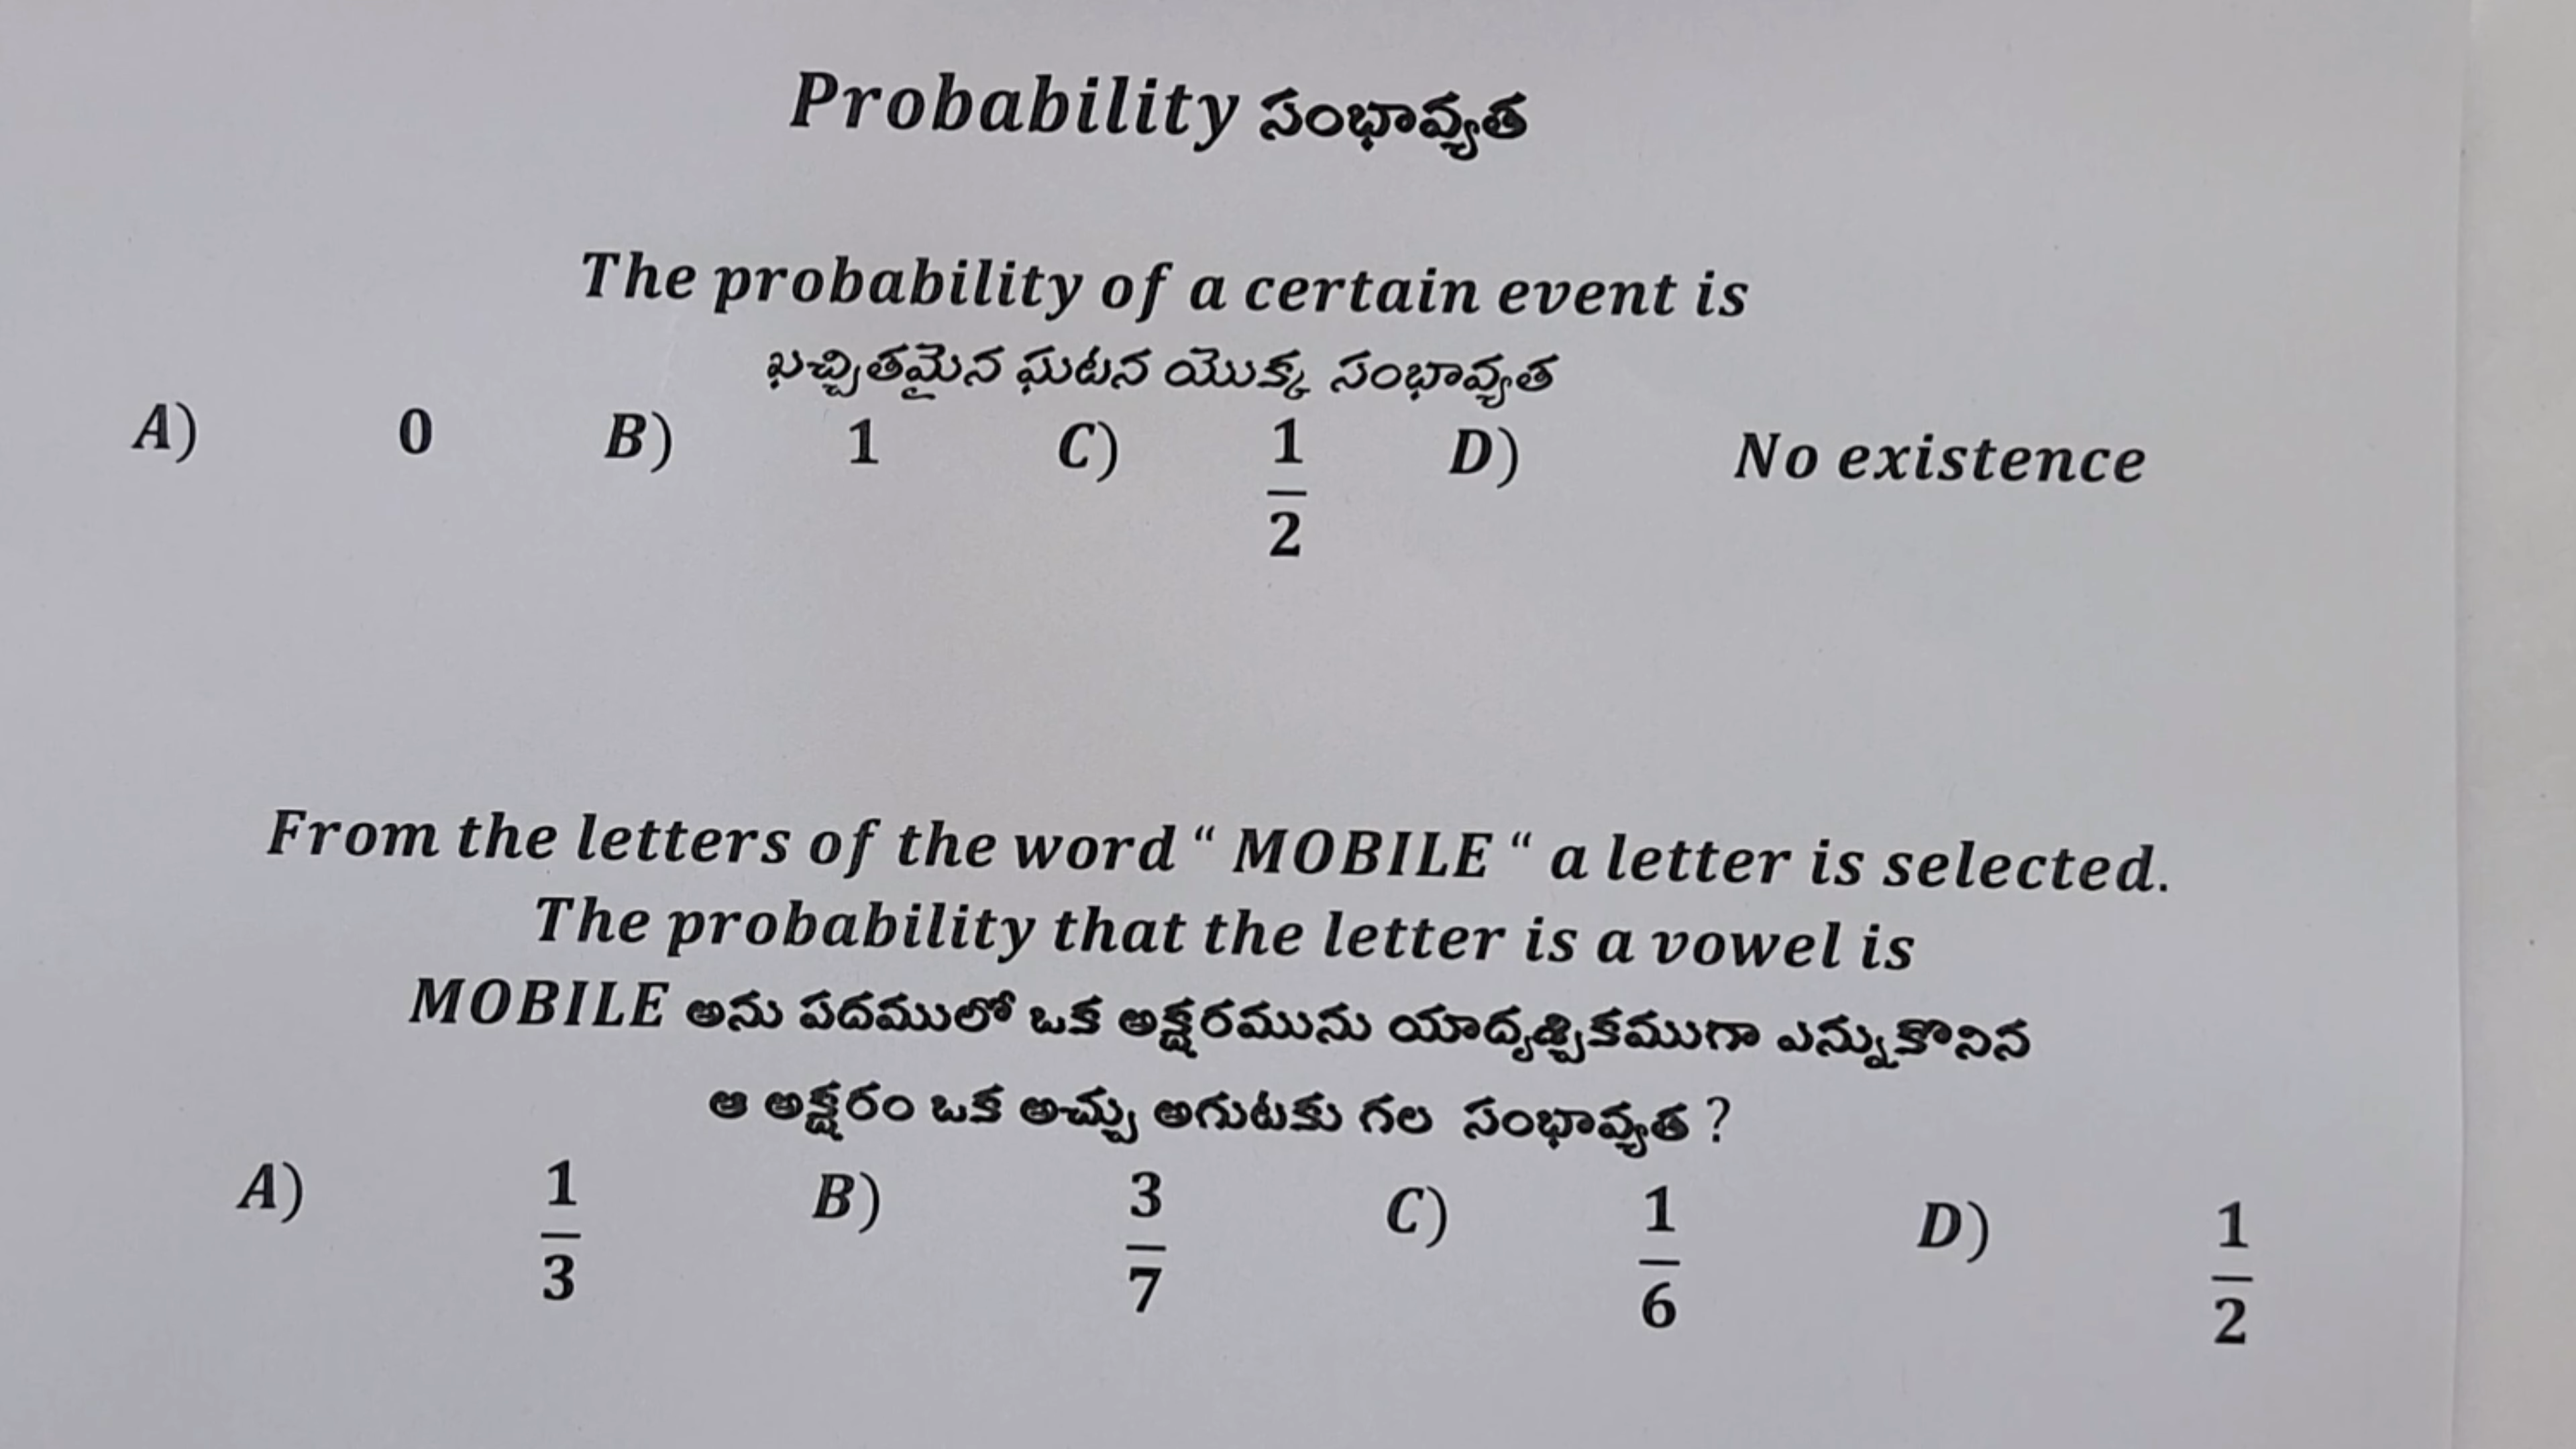 Probability సంభావ్యత
The probability of a certain event is
ఖచ్చితమైన ఘటన యొక్క సంభావ్యత
A) 0 B) 1 C) 1/2 D) No existence
From the letters of the word “ MOBILE “ a letter is selected.
The probability that the letter is a vowel is
MOBILE అను పదములో ఒక అక్షరమును యాదృచ్ఛికముగా ఎన్నుకొనిన
ఆ అక్షరం ఒక అచ్చు అగుటకు గల సంభావ్యత ?
A) 1/3 B) 3/7 C) 1/6 D) 1/2